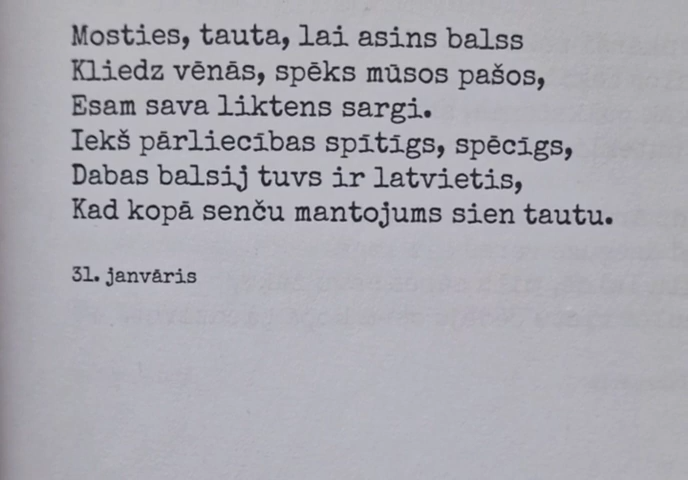 Mosties, tauta, lai asins balss
Kliedz vēnās, spēks mūsos pašos,
Esam sava liktens sargi.
Iekš pārliecības spītīgs, spēcīgs,
Dabas balsij tuvs ir latvietis,
Kad kopā senču mantojums sien tautu.
31. janvāris